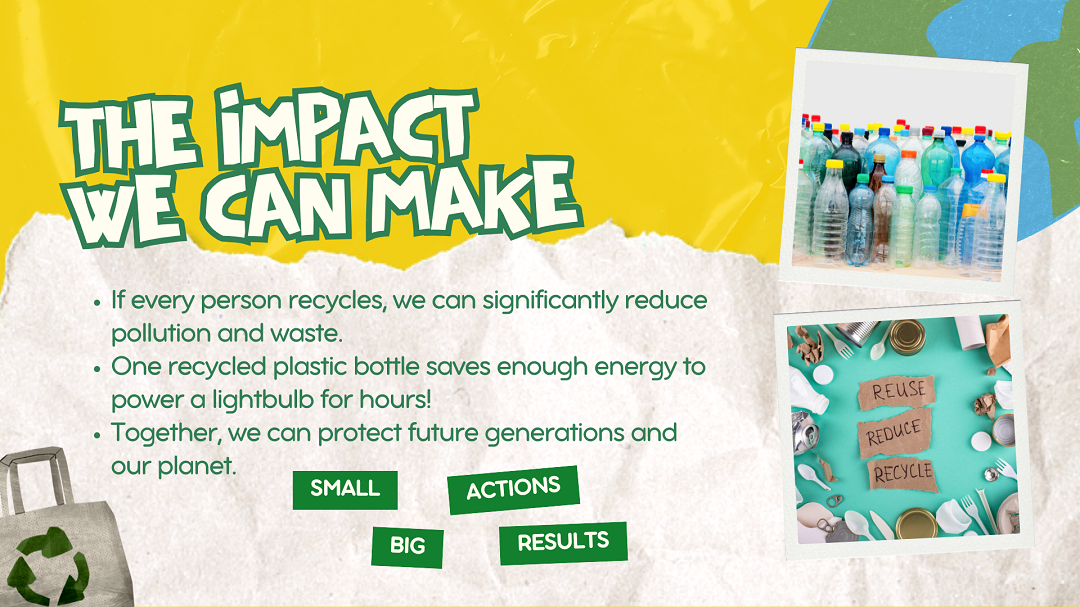 THE iMPACT
WE CAN MAKE
• If every person recycles, we can significantly reduce
pollution and waste.
• One recycled plastic bottle saves enough energy to
power a lightbulb for hours!
• Together, we can protect future generations and
our planet.
SMALL ACTIONS
BIG RESULTS
REUSE
REDUCE
RECYCLE